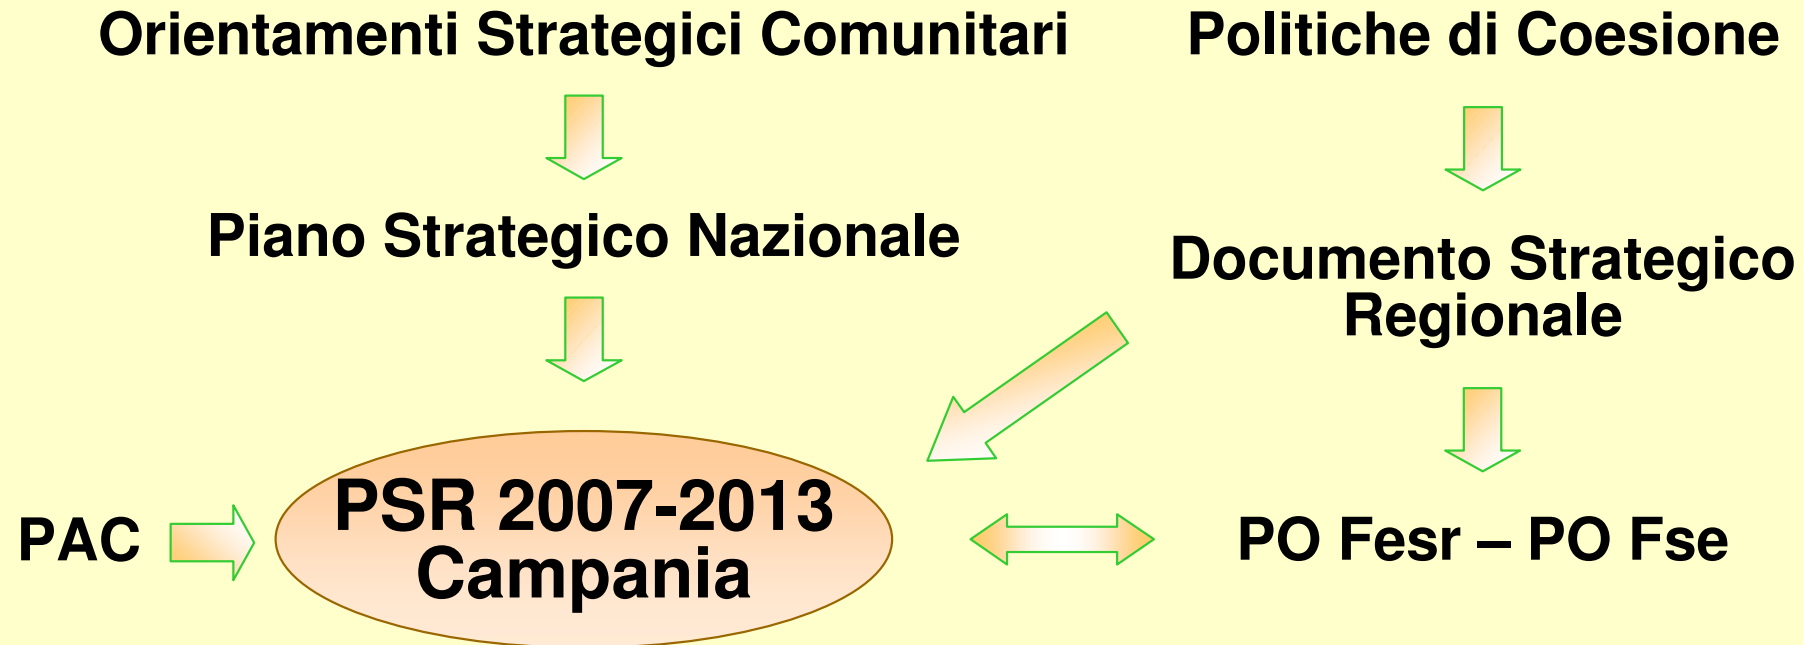 Orientamenti Strategici Comunitari
Politiche di Coesione
Piano Strategico Nazionale
Documento Strategico
Regionale
PAC
PSR 2007-2013
Campania
PO Fesr – PO Fse